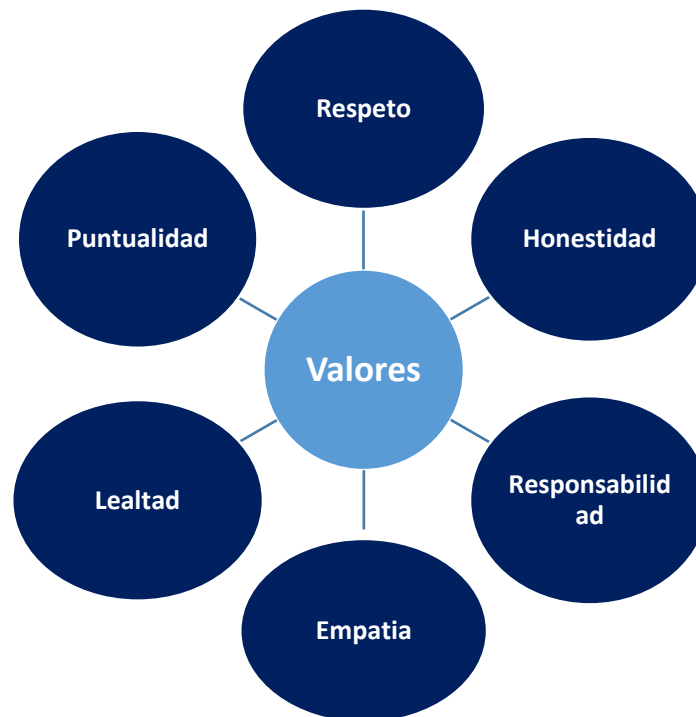 Respeto
Puntualidad
Honestidad
Valores
Lealtad
Responsabilid
ad
Empatia